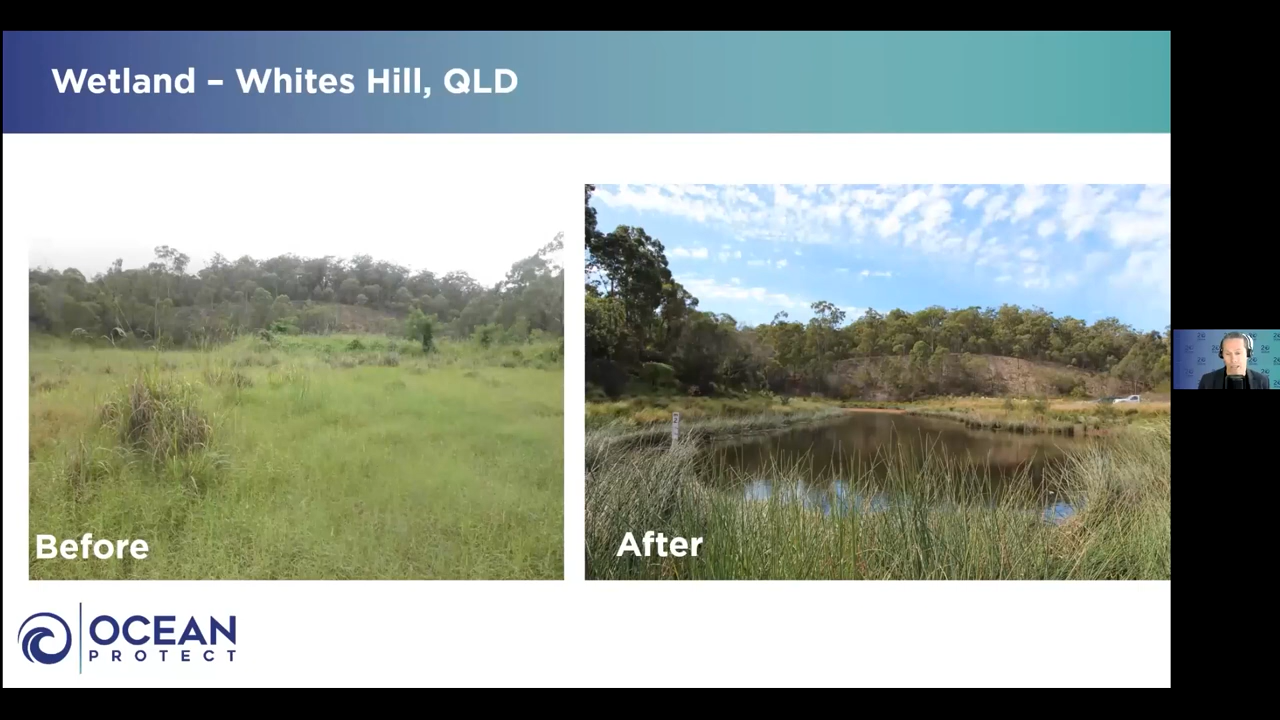 Wetland – Whites Hill, QLD
Before
After
OCEAN
PROTECT